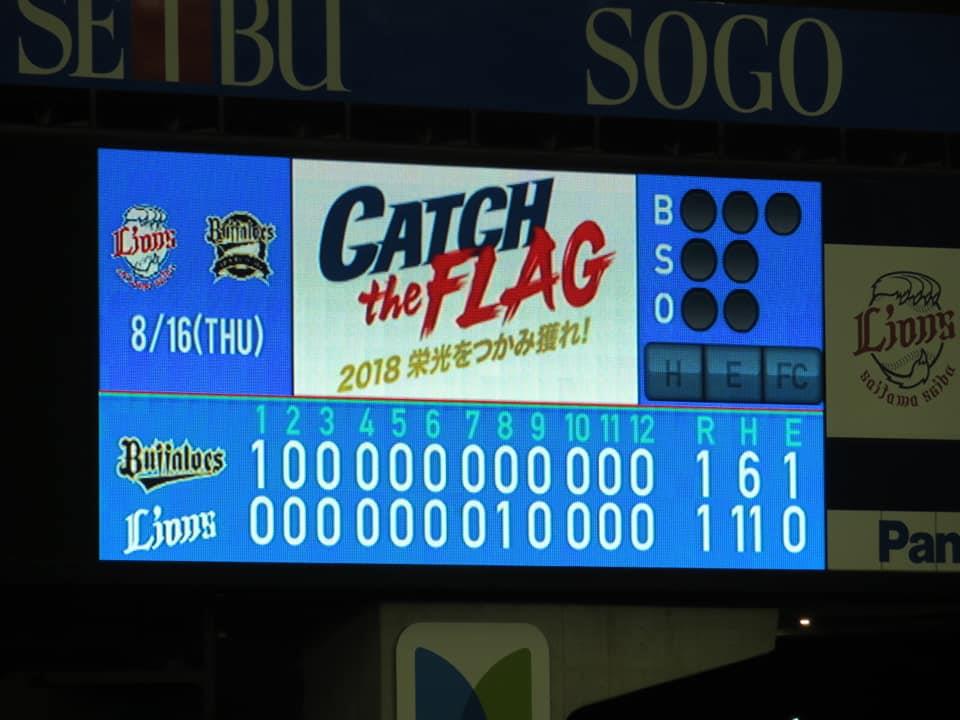 SEIBU SOGO
Lions Buffaloes
8/16(THU)
CATCH
the FLAG
2018 栄光をつかみ獲れ!
B
S
O
H E FC
1 2 3 4 5 6 7 8 9 10 11 12 R H E
Buffaloes 1 0 0 0 0 0 0 0 0 0 0 0 1 6 1
Lions 0 0 0 0 0 0 0 1 0 0 0 0 1 11 0
Lions
saitama seibu
Pan